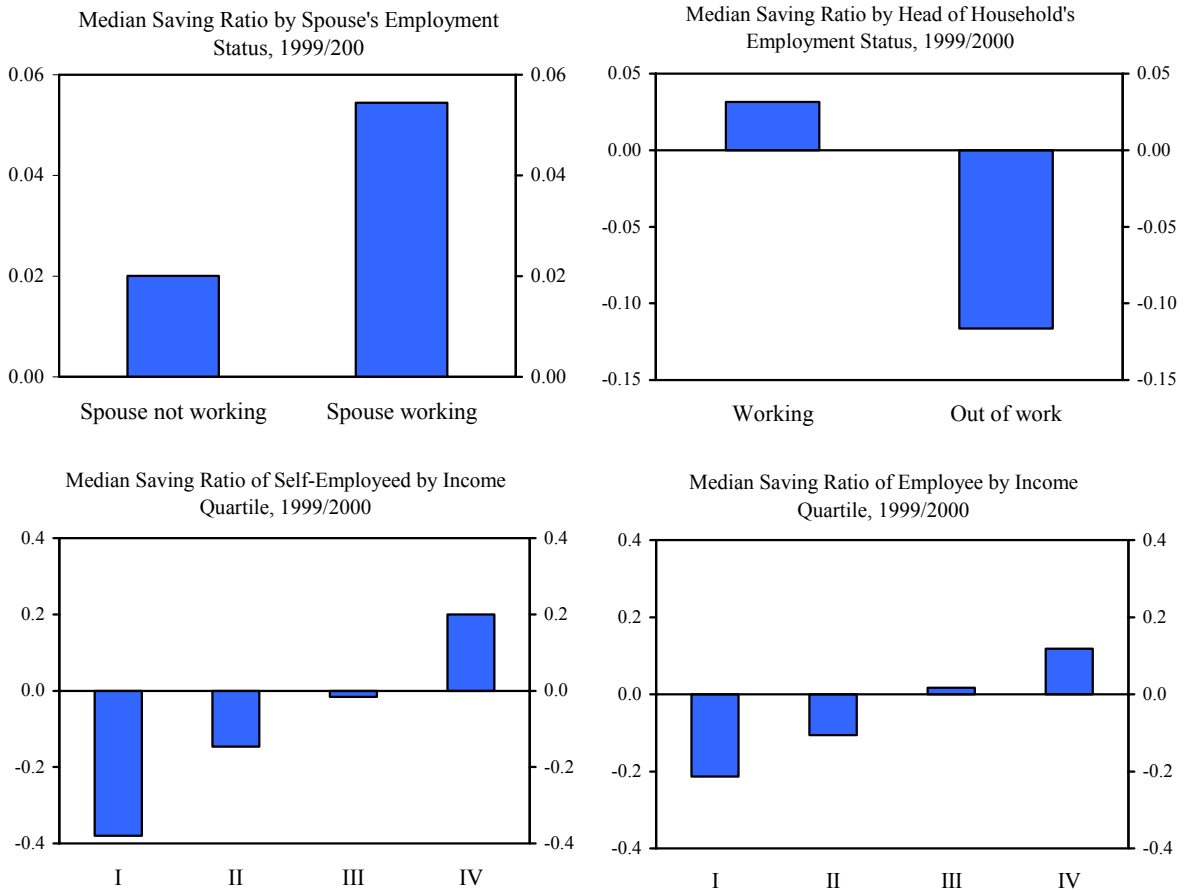 Median Saving Ratio by Spouse's Employment
Status, 1999/200
0.06
0.06
0.04
0.04
0.02
0.02
0.00
0.00
Spouse not working
Spouse working
Median Saving Ratio by Head of Household's
Employment Status, 1999/2000
0.05
0.05
0.00
0.00
-0.05
-0.05
-0.10
-0.10
-0.15
-0.15
Working
Out of work
Median Saving Ratio of Self-Employeed by Income
Quartile, 1999/2000
0.4
0.4
0.2
0.2
0.0
0.0
-0.2
-0.2
-0.4
-0.4
I
II
III
IV
Median Saving Ratio of Employee by Income
Quartile, 1999/2000
0.4
0.4
0.2
0.2
0.0
0.0
-0.2
-0.2
-0.4
-0.4
I
II
III
IV